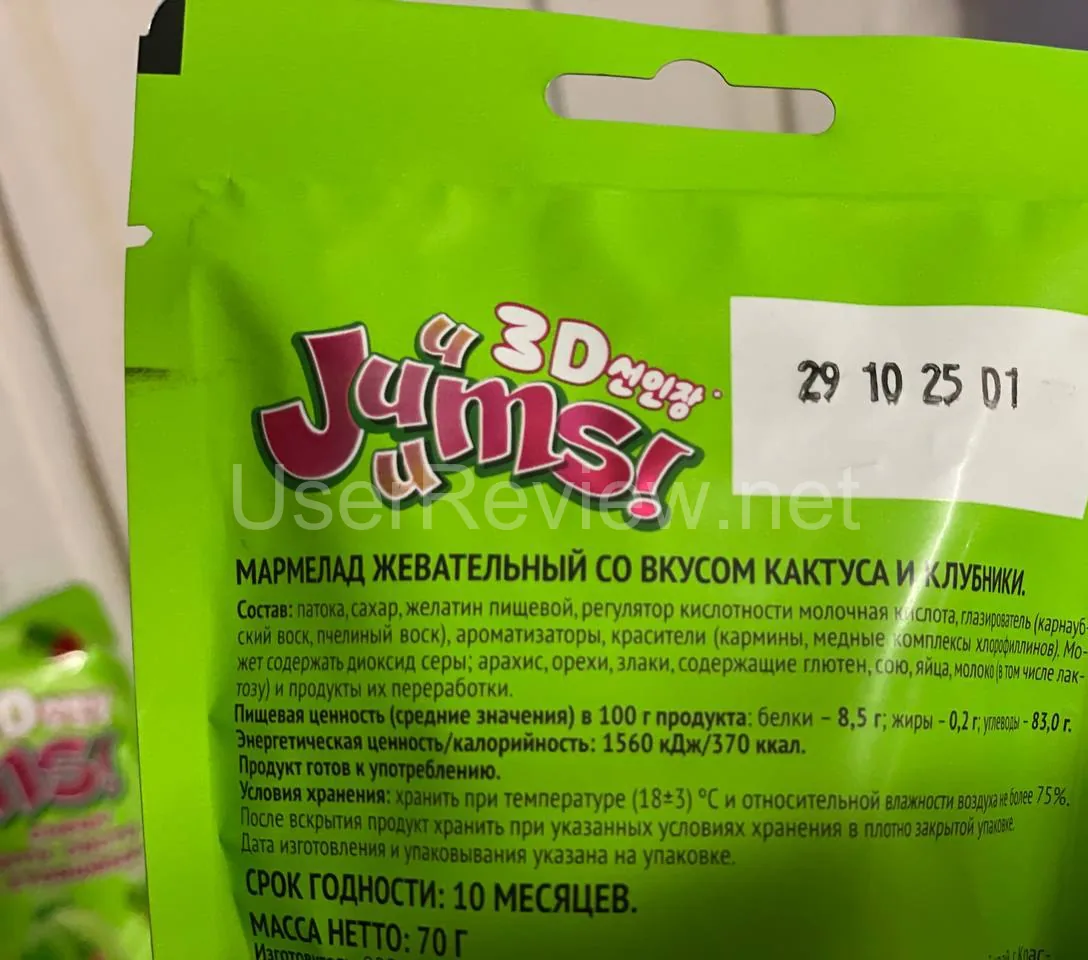 3D 선인장
Juuums!
29 10 25 01
UserReview.net
МАРМЕЛАД ЖЕВАТЕЛЬНЫЙ СО ВКУСОМ КАКТУСА И КЛУБНИКИ.
Состав: патока, сахар, желатин пищевой, регулятор кислотности молочная кислота, глазирователь (карнауб-
ский воск, пчелиный воск), ароматизаторы, красители (кармины, медные комплексы хлорофиллинов). Мо-
жет содержать диоксид серы; арахис, орехи, злаки, содержащие глютен, сою, яйца, молоко (в том числе лак-
тозу) и продукты их переработки.
Пищевая ценность (средние значения) в 100 г продукта: белки – 8,5 г; жиры – 0,2 г; углеводы – 83,0 г.
Энергетическая ценность/калорийность: 1560 кДж/370 ккал.
Продукт готов к употреблению.
Условия хранения: хранить при температуре (18±3) °С и относительной влажности воздуха не более 75%.
После вскрытия продукт хранить при указанных условиях хранения в плотно закрытой упаковке.
Дата изготовления и упаковывания указана на упаковке.
СРОК ГОДНОСТИ: 10 МЕСЯЦЕВ.
МАССА НЕТТО: 70 Г